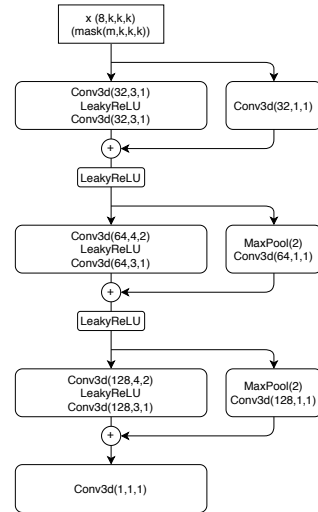 x (8,k,k,k)
(mask(m,k,k,k))
Conv3d(32,3,1)
LeakyReLU
Conv3d(32,3,1)
Conv3d(32,1,1)
+
LeakyReLU
Conv3d(64,4,2)
LeakyReLU
Conv3d(64,3,1)
MaxPool(2)
Conv3d(64,1,1)
+
LeakyReLU
Conv3d(128,4,2)
LeakyReLU
Conv3d(128,3,1)
MaxPool(2)
Conv3d(128,1,1)
+
Conv3d(1,1,1)